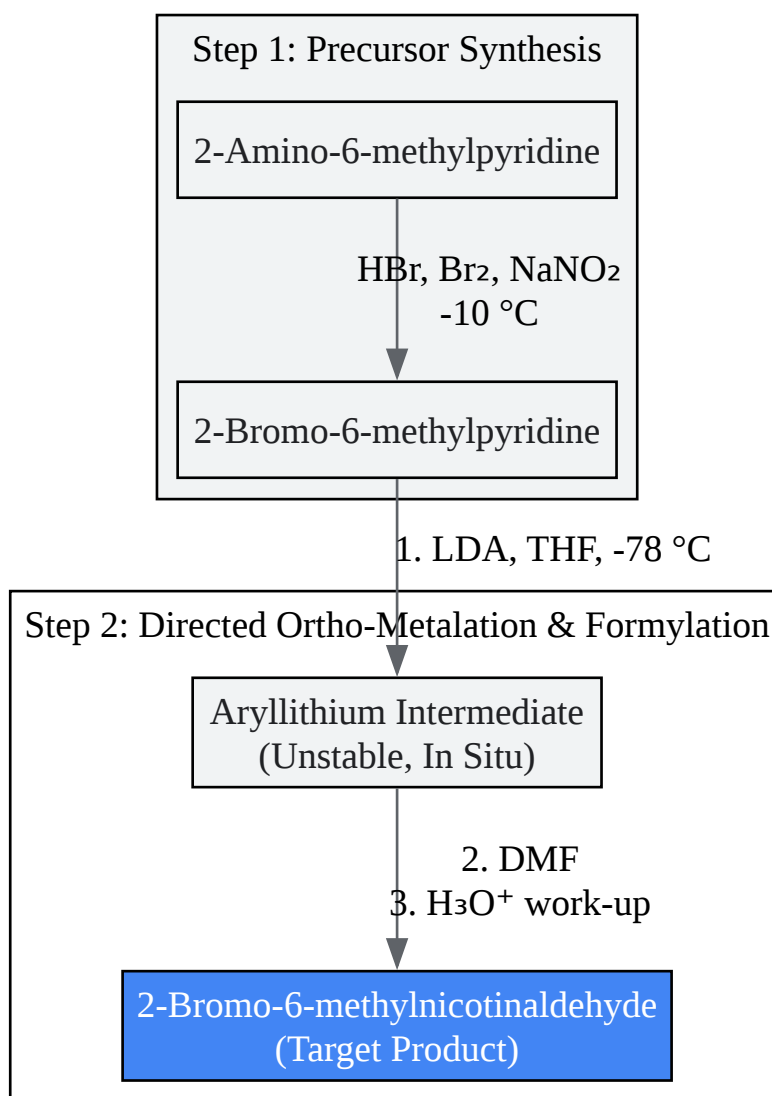 Step 1: Precursor Synthesis
2-Amino-6-methylpyridine
HBr, Br₂, NaNO₂
-10 °C
2-Bromo-6-methylpyridine
1. LDA, THF, -78 °C
Step 2: Directed Ortho-Metalation & Formylation
Aryllithium Intermediate
(Unstable, In Situ)
2. DMF
3. H₃O⁺ work-up
2-Bromo-6-methylnicotinaldehyde
(Target Product)